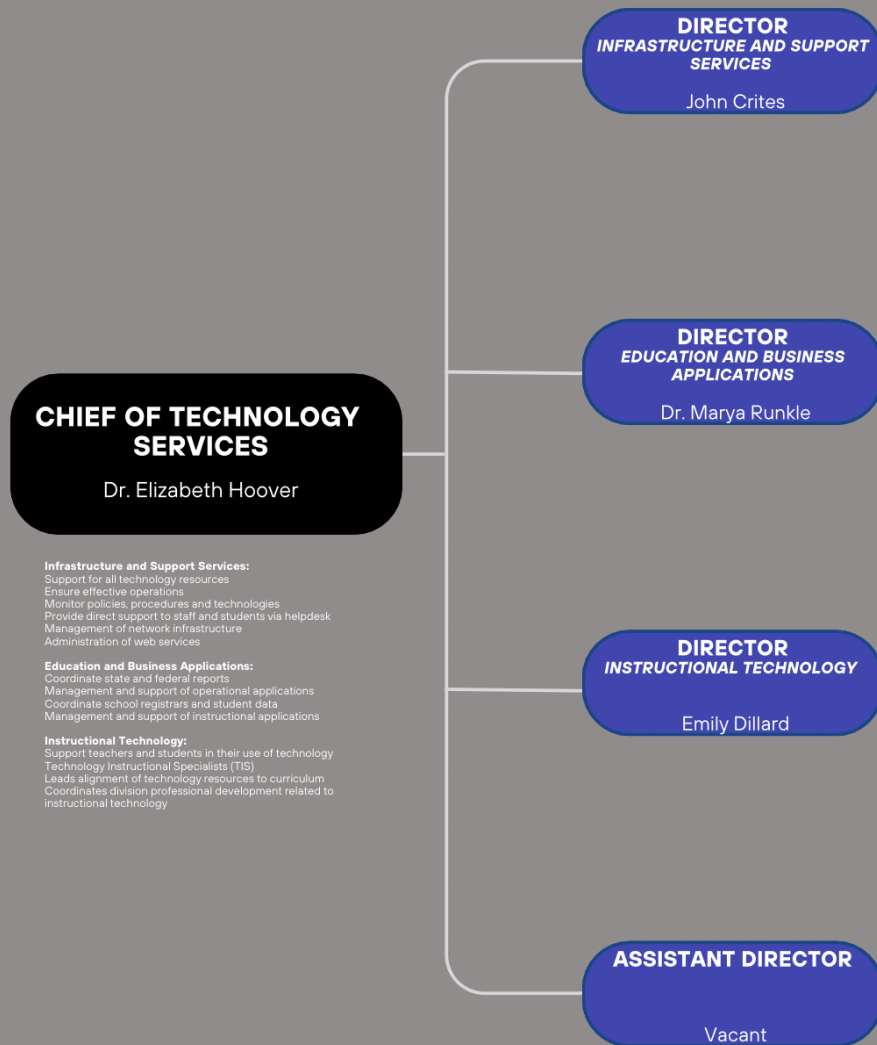 DIRECTOR
INFRASTRUCTURE AND SUPPORT
SERVICES
John Crites
DIRECTOR
EDUCATION AND BUSINESS
APPLICATIONS
Dr. Marya Runkle
CHIEF OF TECHNOLOGY
SERVICES
Dr. Elizabeth Hoover
Infrastructure and Support Services:
Support for all technology resources
Ensure effective operations
Monitor policies, procedures and technologies
Provide direct support to staff and students via helpdesk
Management of network infrastructure
Administration of web services
Education and Business Applications:
Coordinate state and federal reports
Management and support of operational applications
Coordinate school registrars and student data
Management and support of instructional applications
Instructional Technology:
Support teachers and students in their use of technology
Technology Instructional Specialists (TIS)
Leads alignment of technology resources to curriculum
Coordinates division professional development related to
instructional technology
DIRECTOR
INSTRUCTIONAL TECHNOLOGY
Emily Dillard
ASSISTANT DIRECTOR
Vacant